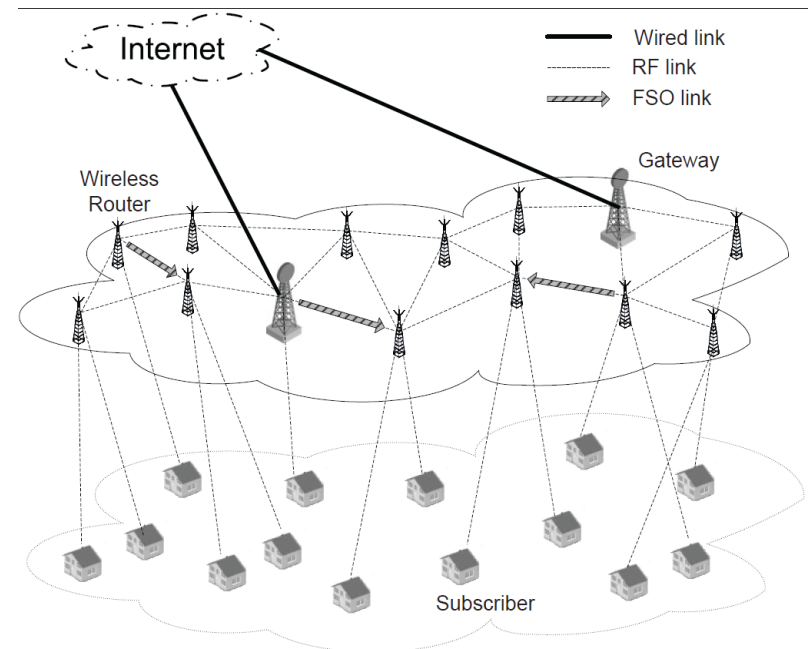 Internet
Wired link
RF link
FSO link
Gateway
Wireless
Router
Subscriber